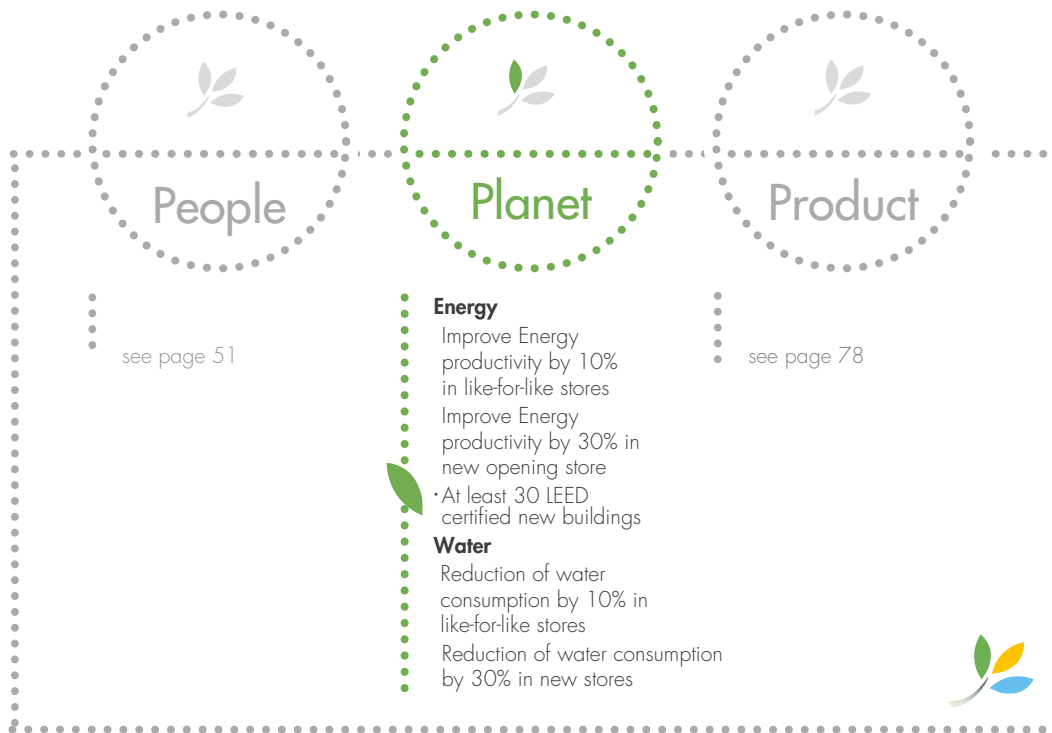 People
Planet
Product
see page 51
Energy
Improve Energy
productivity by 10%
in like-for-like stores
Improve Energy
productivity by 30% in
new opening store
·At least 30 LEED
certified new buildings
Water
Reduction of water
consumption by 10% in
like-for-like stores
Reduction of water consumption
by 30% in new stores
see page 78